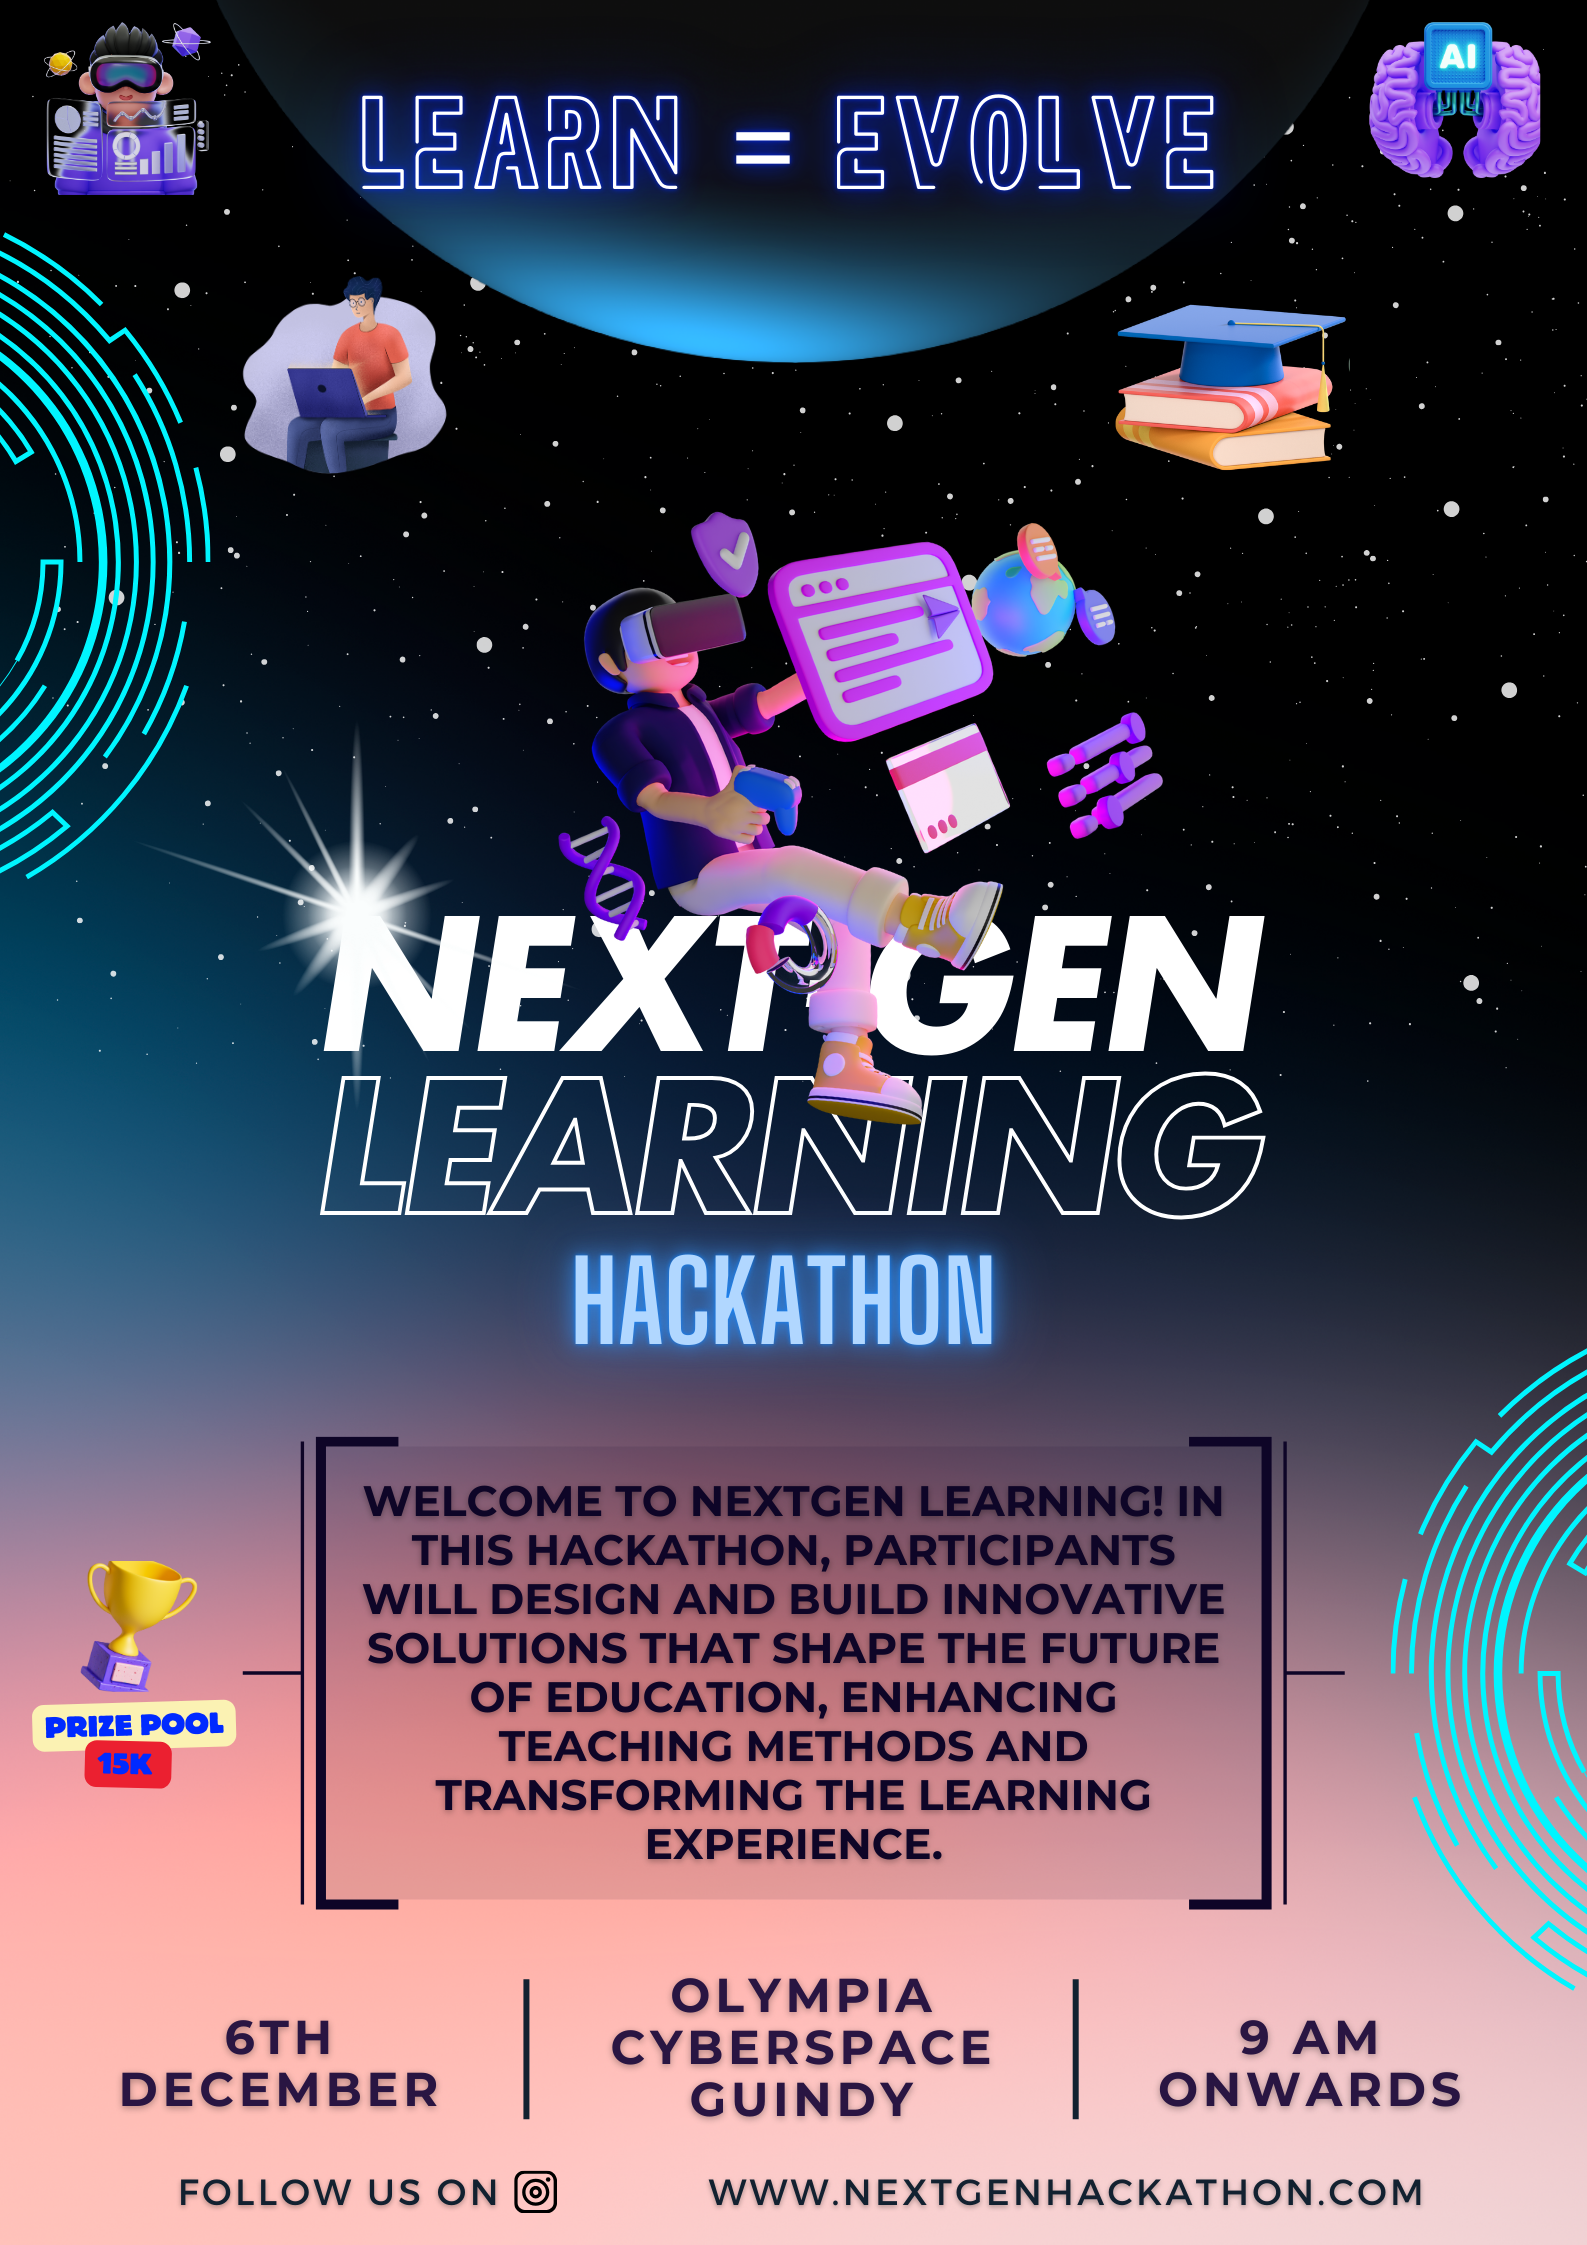 AI
LEARN = EVOLVE
NEXT GEN
LEARNING
HACKATHON
WELCOME TO NEXTGEN LEARNING! IN
THIS HACKATHON, PARTICIPANTS
WILL DESIGN AND BUILD INNOVATIVE
SOLUTIONS THAT SHAPE THE FUTURE
OF EDUCATION, ENHANCING
TEACHING METHODS AND
TRANSFORMING THE LEARNING
EXPERIENCE.
PRIZE POOL
15K
6TH
DECEMBER
OLYMPIA
CYBERSPACE
GUINDY
9 AM
ONWARDS
FOLLOW US ON
WWW.NEXTGENHACKATHON.COM